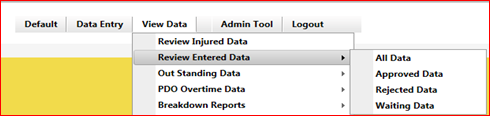 Default Data Entry View Data Admin Tool Logout
Review Injured Data
Review Entered Data
Out Standing Data
PDO Overtime Data
Breakdown Reports
All Data
Approved Data
Rejected Data
Waiting Data